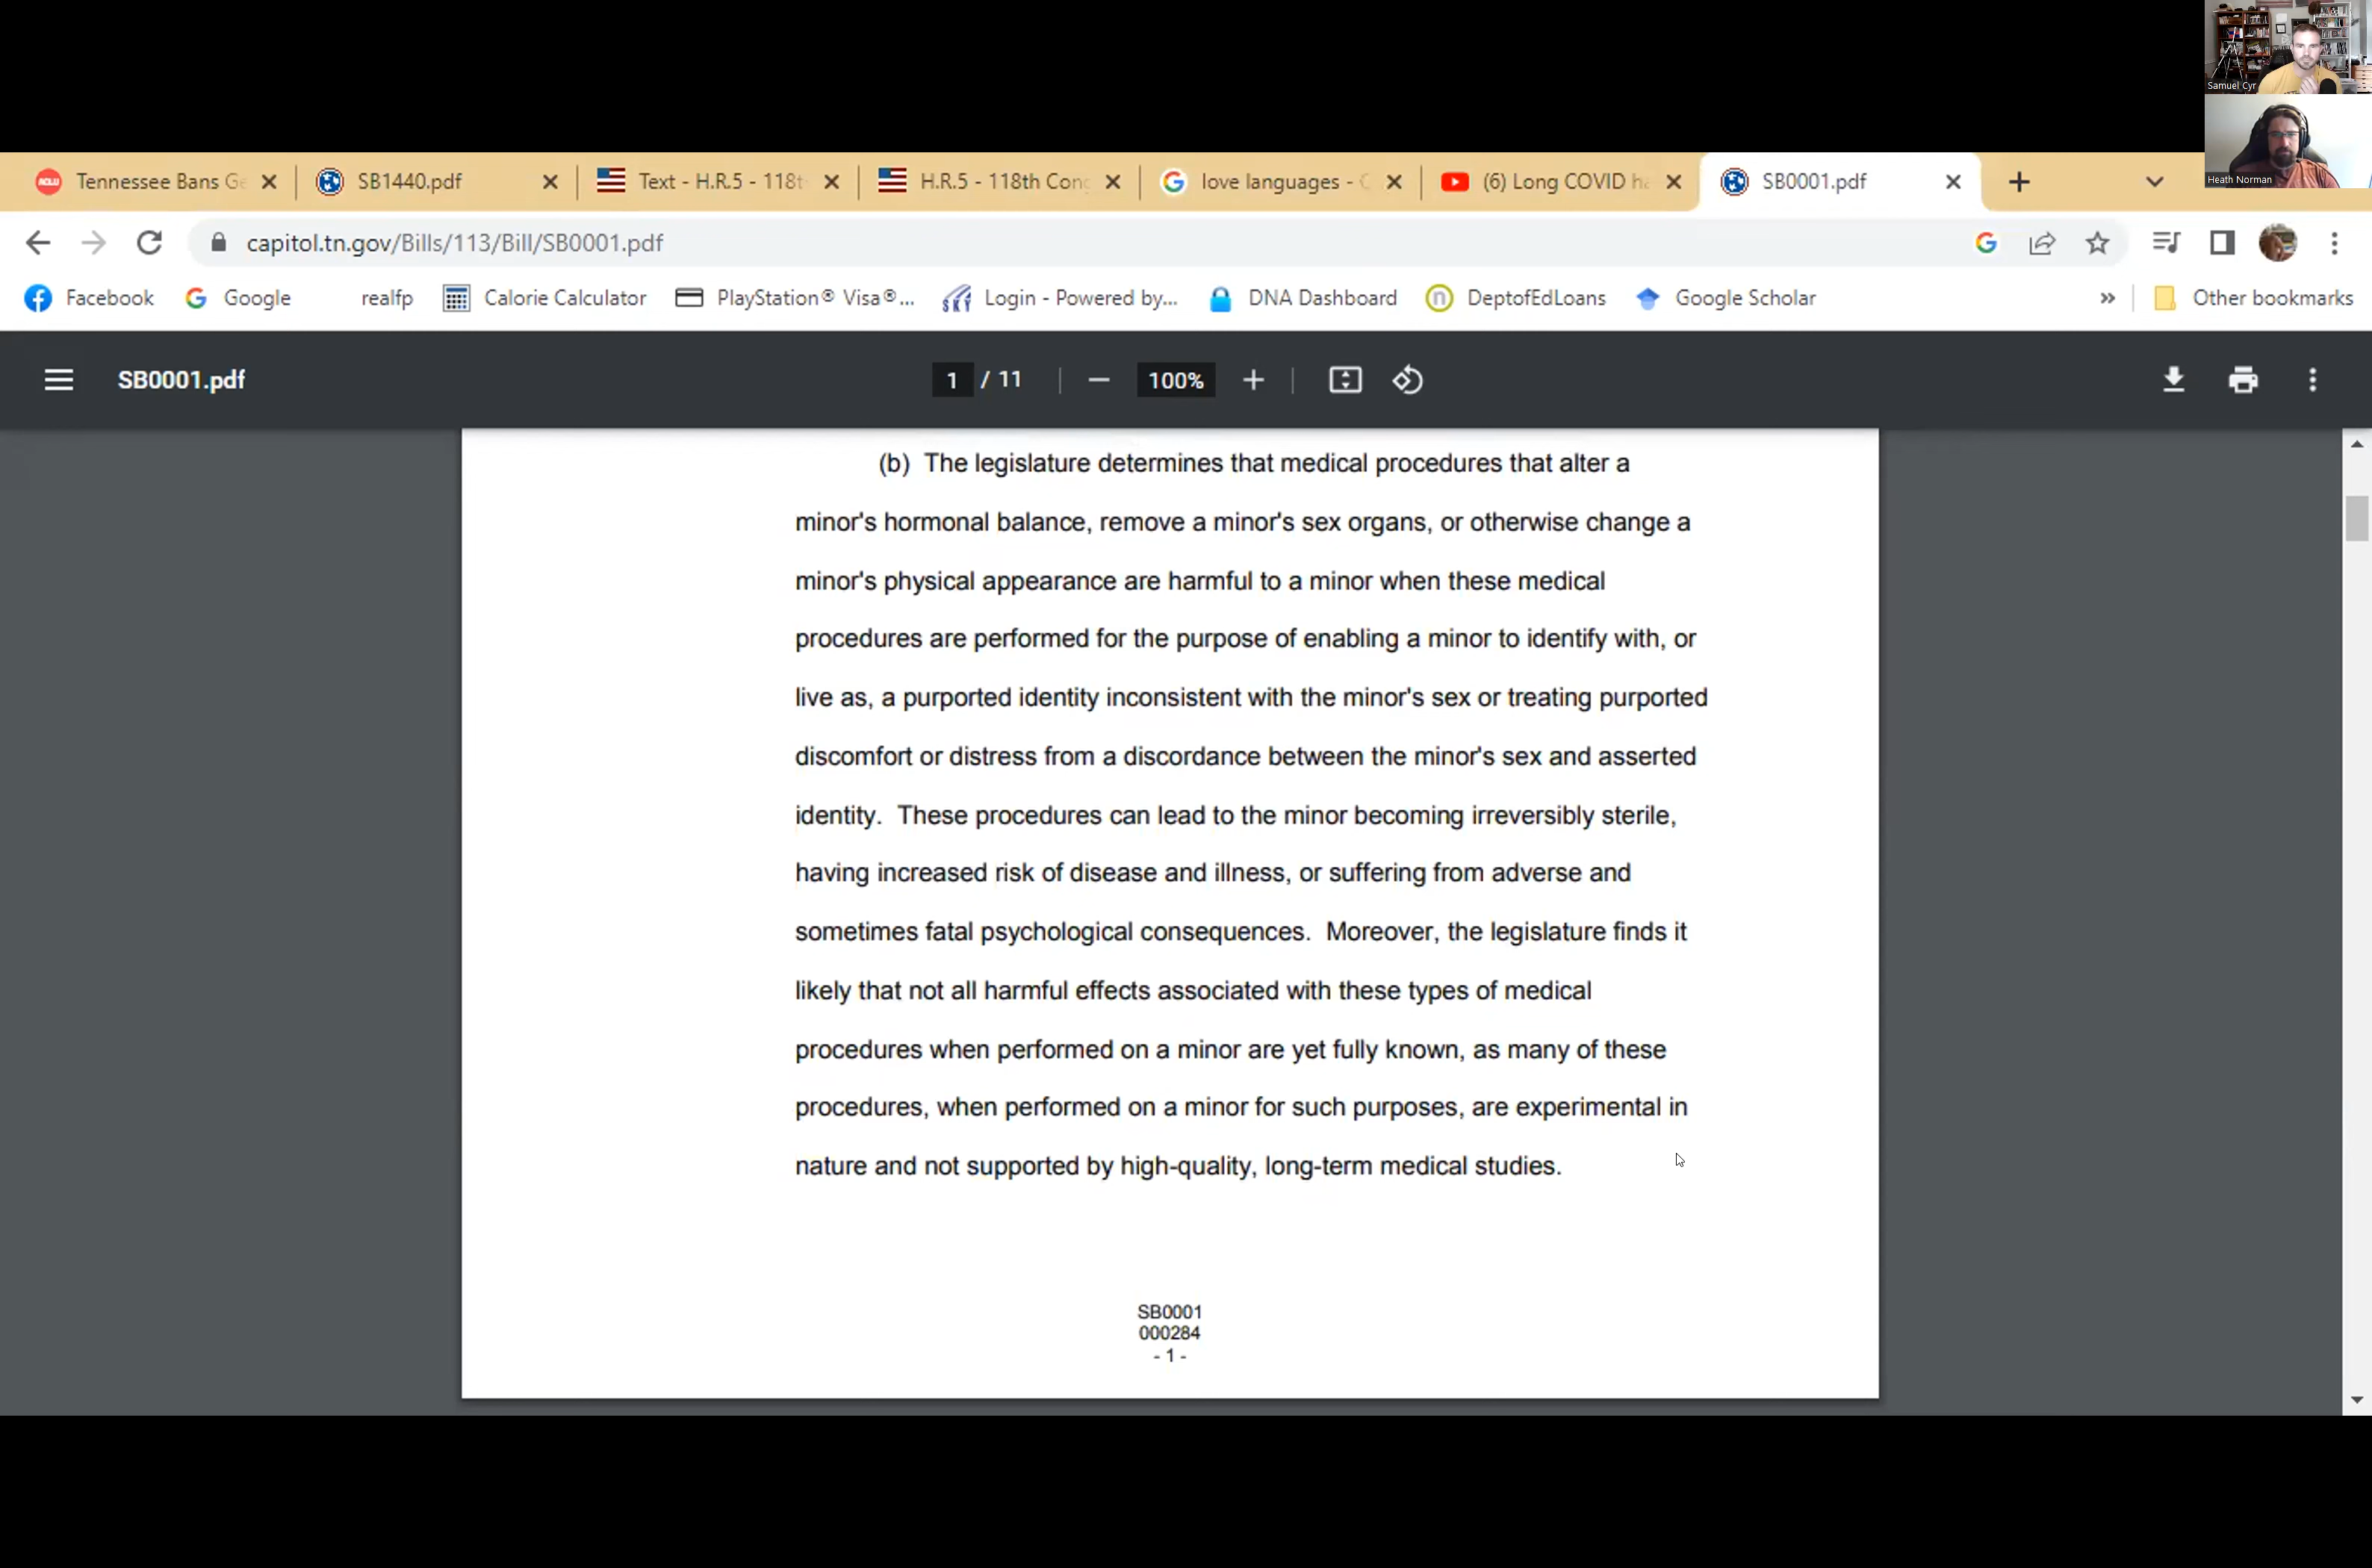 Samuel Cyr
Heath Norman
Tennessee Bans Ge
SB1440.pdf
Text - H.R.5 - 118t
H.R.5 - 118th Cong
love languages - G
(6) Long COVID ha
SB0001.pdf
capitol.tn.gov/Bills/113/Bill/SB0001.pdf
Facebook
Google
realfp
Calorie Calculator
PlayStation® Visa®...
Login - Powered by...
DNA Dashboard
DeptofEdLoans
Google Scholar
»
Other bookmarks
SB0001.pdf
1 / 11
100%
(b) The legislature determines that medical procedures that alter a
minor's hormonal balance, remove a minor's sex organs, or otherwise change a
minor's physical appearance are harmful to a minor when these medical
procedures are performed for the purpose of enabling a minor to identify with, or
live as, a purported identity inconsistent with the minor's sex or treating purported
discomfort or distress from a discordance between the minor's sex and asserted
identity. These procedures can lead to the minor becoming irreversibly sterile,
having increased risk of disease and illness, or suffering from adverse and
sometimes fatal psychological consequences. Moreover, the legislature finds it
likely that not all harmful effects associated with these types of medical
procedures when performed on a minor are yet fully known, as many of these
procedures, when performed on a minor for such purposes, are experimental in
nature and not supported by high-quality, long-term medical studies.
SB0001
000284
- 1 -